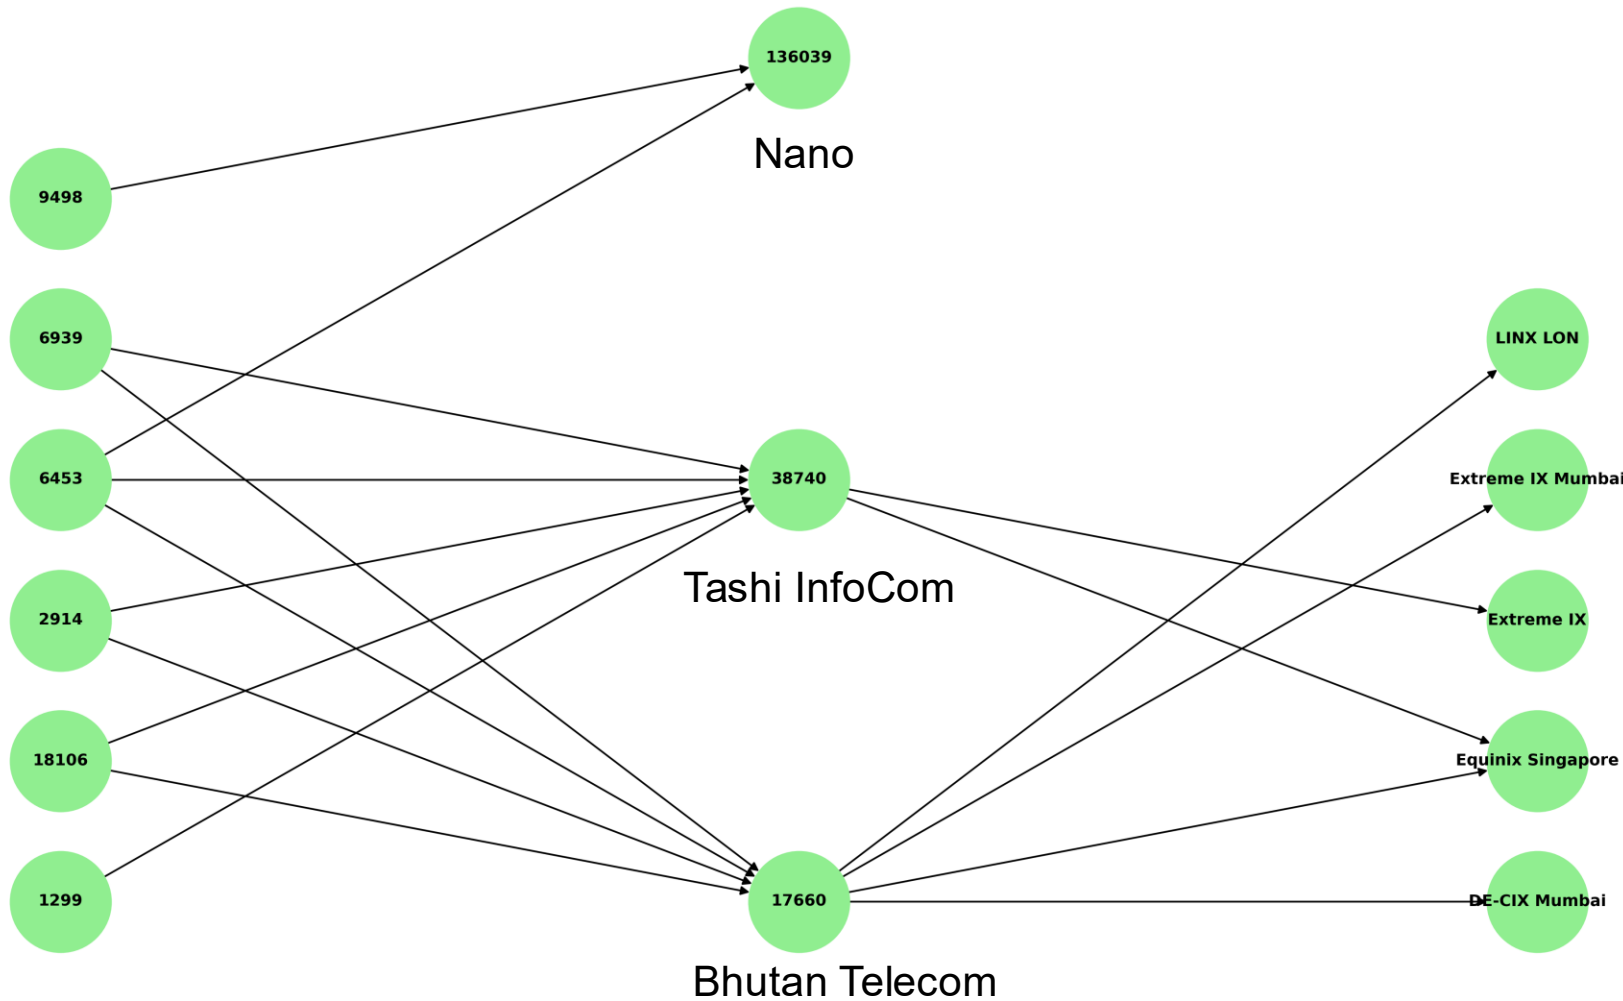 136039
Nano
9498
6939
LINX LON
6453
38740
Extreme IX Mumbai
Tashi InfoCom
2914
Extreme IX
18106
Equinix Singapore
1299
17660
DE-CIX Mumbai
Bhutan Telecom